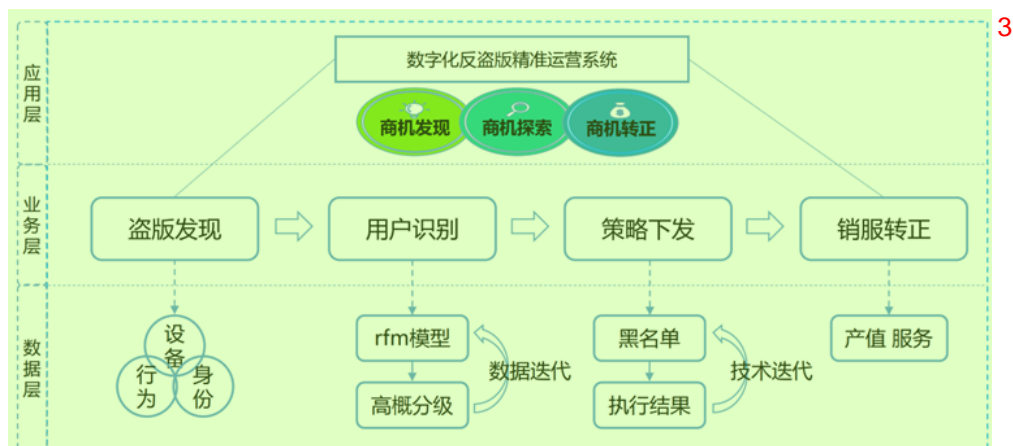 3
应用层
数字化反盗版精准运营系统
商机发现 商机探索 商机转正
业务层
盗版发现 用户识别 策略下发 销服转正
数据层
设备
行为 身份
rfm模型
高概分级
数据迭代
黑名单
执行结果
技术迭代
产值 服务